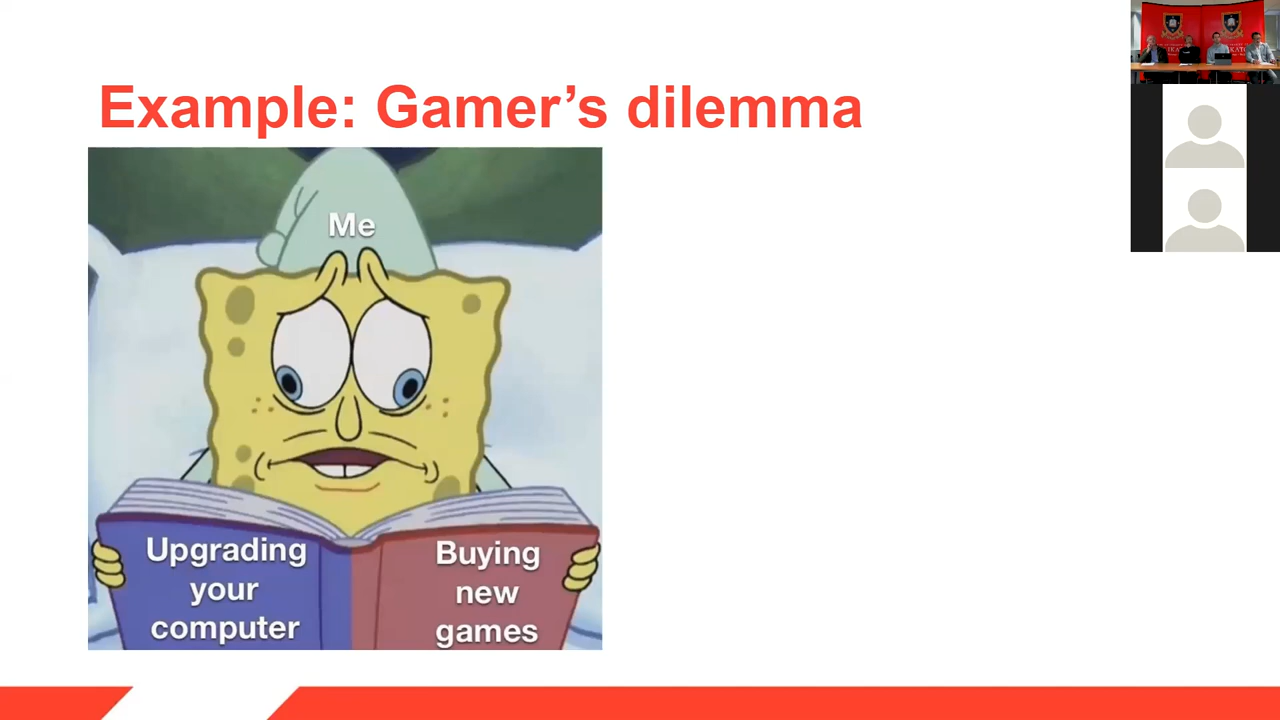 Example: Gamer’s dilemma
Me
Upgrading
your
computer
Buying
new
games